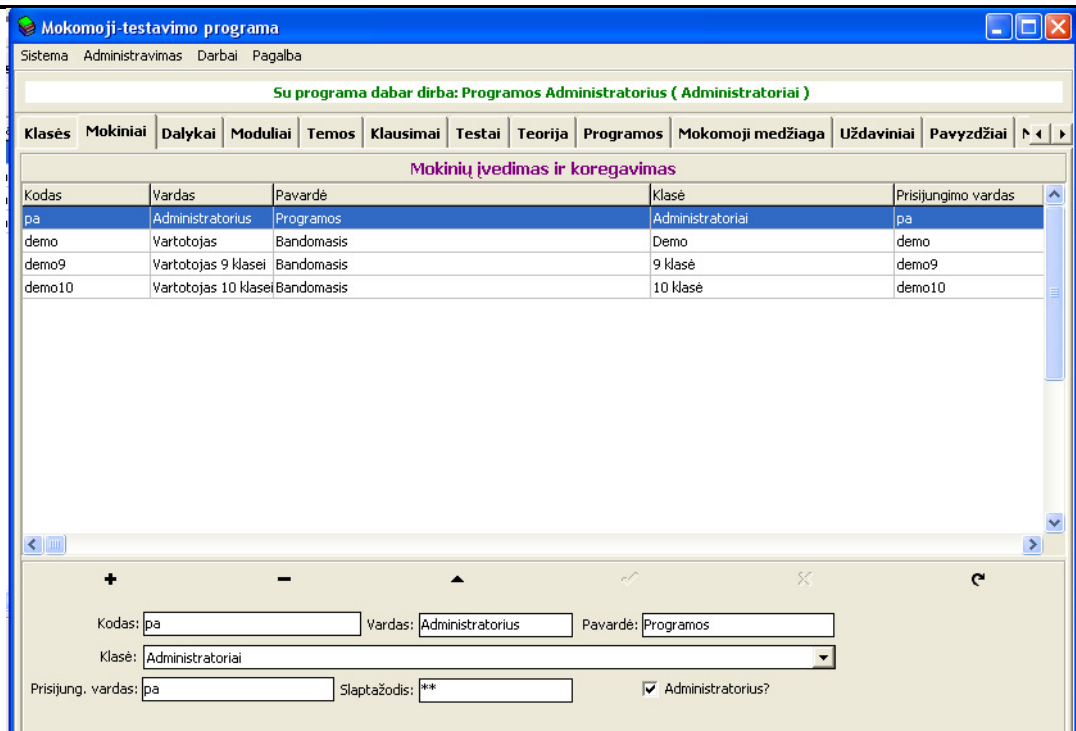 Mokomoji-testavimo programa
Sistema Administravimas Darbai Pagalba
Su programa dabar dirba: Programos Administratorius ( Administratoriai )
Klasės Mokiniai Dalykai Moduliai Temos Klausimai Testai Teorija Programos Mokomoji medžiaga Uždaviniai Pavyzdžiai
Mokinių įvedimas ir koregavimas
Kodas Vardas Pavardė Klasė Prisijungimo vardas
pa Administratorius Programos Administratoriai pa
demo Vartotojas Bandomasis Demo demo
demo9 Vartotojas 9 klasei Bandomasis 9 klasė demo9
demo10 Vartotojas 10 klasei Bandomasis 10 klasė demo10
Kodas: pa Vardas: Administratorius Pavardė: Programos
Klasė: Administratoriai
Prisijung. vardas: pa Slaptažodis: ** Administratorius?